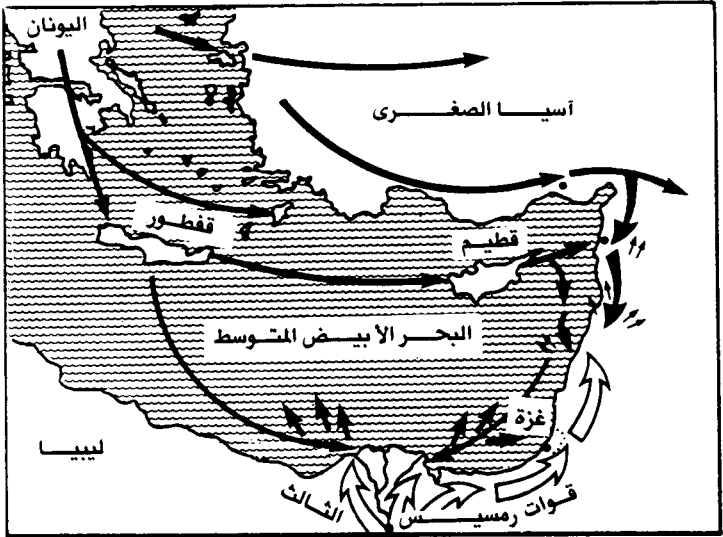 اليونان
آسيا الصغرى
قفطور
قطيم
البحر الأبيض المتوسط
غزة
ليبيا
قوات رمسيس الثالث